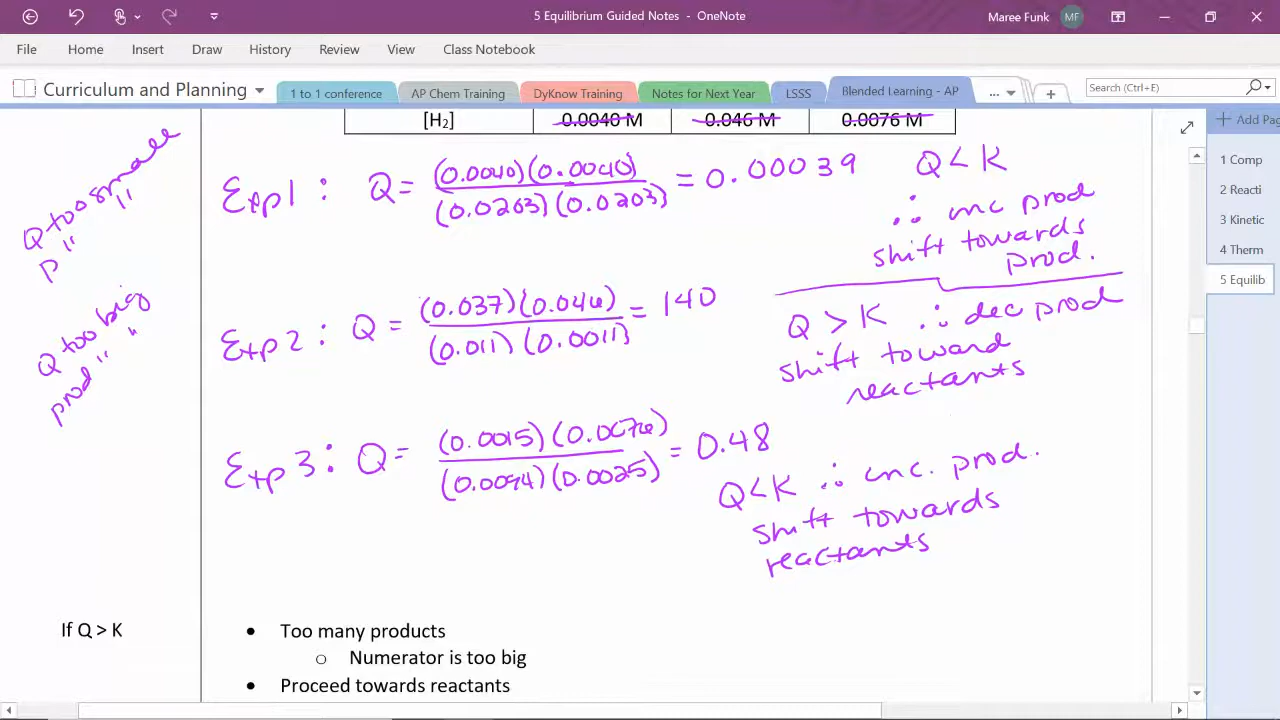 5 Equilibrium Guided Notes - OneNote
Maree Funk MF
File Home Insert Draw History Review View Class Notebook
Curriculum and Planning 1 to 1 conference AP Chem Training DyKnow Training Notes for Next Year LSSS Blended Learning - AP ... Search (Ctrl+E)
Add Pag
1 Comp
2 Reacti
3 Kinetic
4 Therm
5 Equilib
[H₂] 0.0040 M 0.046 M 0.0076 M
Q too small
p " "
Q too big
prod " "
Exp 1 : Q = (0.0040)(0.0040) / (0.0203)(0.0203) = 0.00039
Q < K
∴ inc prod
shift towards
prod.
Exp 2 : Q = (0.037)(0.046) / (0.011)(0.0011) = 140
Q > K ∴ dec prod
shift toward
reactants
Exp 3 : Q = (0.0015)(0.0076) / (0.0094)(0.0025) = 0.48
Q < K ∴ inc. prod.
shift towards
reactants
If Q > K
• Too many products
o Numerator is too big
• Proceed towards reactants